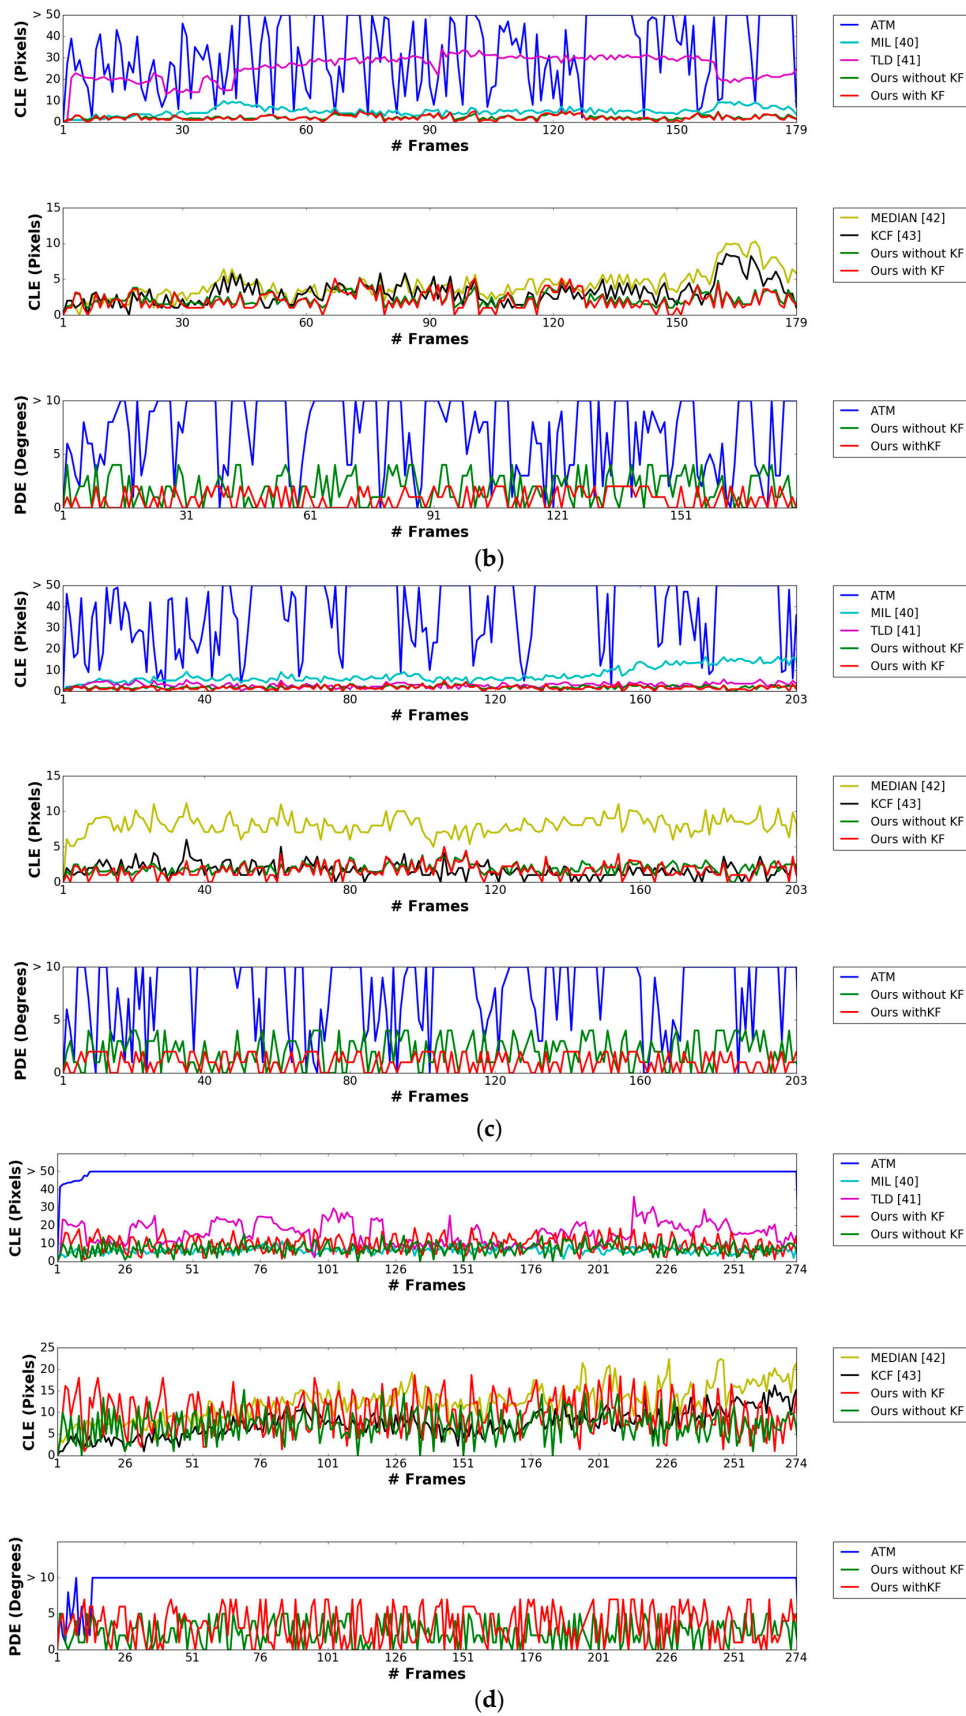 > 50
40
30
20
10
0
CLE (Pixels)
1 30 60 90 120 150 179
# Frames
ATM
MIL [40]
TLD [41]
Ours without KF
Ours with KF
15
10
5
0
CLE (Pixels)
1 30 60 90 120 150 179
# Frames
MEDIAN [42]
KCF [43]
Ours without KF
Ours with KF
> 10
5
0
PDE (Degrees)
1 31 61 91 121 151
# Frames
ATM
Ours without KF
Ours withKF
(b)
> 50
40
30
20
10
0
CLE (Pixels)
1 40 80 120 160 203
# Frames
ATM
MIL [40]
TLD [41]
Ours without KF
Ours with KF
15
10
5
0
CLE (Pixels)
1 40 80 120 160 203
# Frames
MEDIAN [42]
KCF [43]
Ours without KF
Ours with KF
> 10
5
0
PDE (Degrees)
1 40 80 120 160 203
# Frames
ATM
Ours without KF
Ours withKF
(c)
> 50
40
30
20
10
0
CLE (Pixels)
1 26 51 76 101 126 151 176 201 226 251 274
# Frames
ATM
MIL [40]
TLD [41]
Ours with KF
Ours without KF
25
20
15
10
5
0
CLE (Pixels)
1 26 51 76 101 126 151 176 201 226 251 274
# Frames
MEDIAN [42]
KCF [43]
Ours with KF
Ours without KF
> 10
5
0
PDE (Degrees)
1 26 51 76 101 126 151 176 201 226 251 274
# Frames
ATM
Ours without KF
Ours withKF
(d)